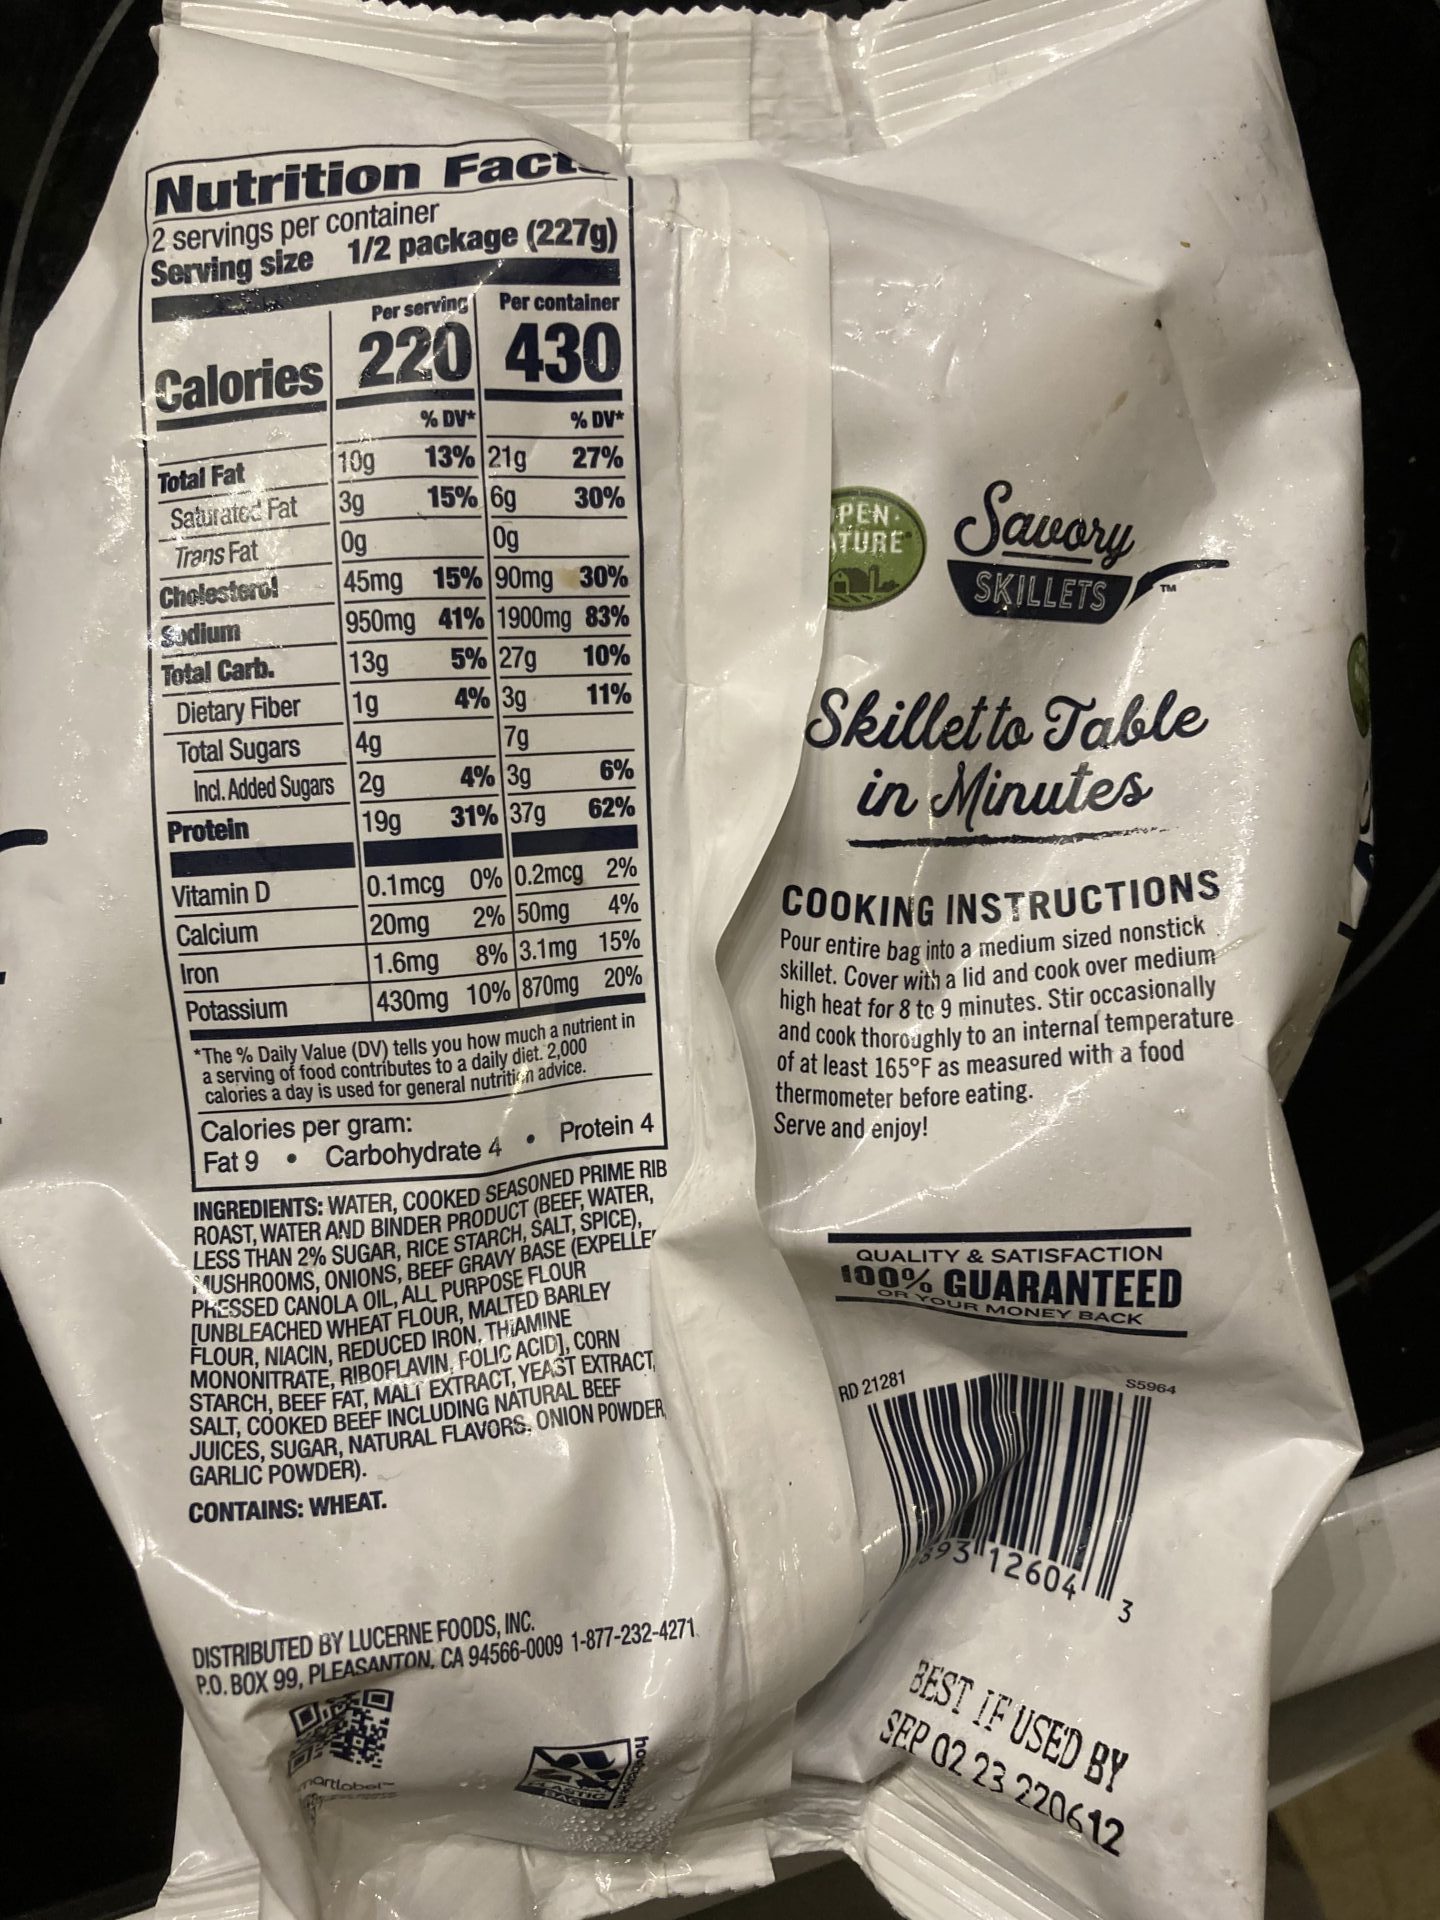 Nutrition Facts
2 servings per container
Serving size 1/2 package (227g)
Per serving Per container
Calories 220 430
% DV* % DV*
Total Fat 10g 13% 21g 27%
Saturated Fat 3g 15% 6g 30%
Trans Fat 0g 0g
Cholesterol 45mg 15% 90mg 30%
Sodium 950mg 41% 1900mg 83%
Total Carb. 13g 5% 27g 10%
Dietary Fiber 1g 4% 3g 11%
Total Sugars 4g 7g
Incl. Added Sugars 2g 4% 3g 6%
Protein 19g 31% 37g 62%
Vitamin D 0.1mcg 0% 0.2mcg 2%
Calcium 20mg 2% 50mg 4%
Iron 1.6mg 8% 3.1mg 15%
Potassium 430mg 10% 870mg 20%
*The % Daily Value (DV) tells you how much a nutrient in
a serving of food contributes to a daily diet. 2,000
calories a day is used for general nutrition advice.
Calories per gram:
Fat 9 • Carbohydrate 4 • Protein 4
INGREDIENTS: WATER, COOKED SEASONED PRIME RIB
ROAST, WATER AND BINDER PRODUCT (BEEF, WATER,
LESS THAN 2% SUGAR, RICE STARCH, SALT, SPICE),
MUSHROOMS, ONIONS, BEEF GRAVY BASE (EXPELLER
PRESSED CANOLA OIL, ALL PURPOSE FLOUR
[UNBLEACHED WHEAT FLOUR, MALTED BARLEY
FLOUR, NIACIN, REDUCED IRON, THIAMINE
MONONITRATE, RIBOFLAVIN, FOLIC ACID], CORN
STARCH, BEEF FAT, MALT EXTRACT, YEAST EXTRACT,
SALT, COOKED BEEF INCLUDING NATURAL BEEF
JUICES, SUGAR, NATURAL FLAVORS, ONION POWDER,
GARLIC POWDER).
CONTAINS: WHEAT.
DISTRIBUTED BY LUCERNE FOODS, INC.
P.O. BOX 99, PLEASANTON, CA 94566-0009 1-877-232-4271
martlabel™
PLASTIC
BAG
how2recycle.info
PEN
ATURE
Savory
SKILLETS ™
Skillet to Table
in Minutes
COOKING INSTRUCTIONS
Pour entire bag into a medium sized nonstick
skillet. Cover with a lid and cook over medium
high heat for 8 to 9 minutes. Stir occasionally
and cook thoroughly to an internal temperature
of at least 165°F as measured with a food
thermometer before eating.
Serve and enjoy!
QUALITY & SATISFACTION
100% GUARANTEED
OR YOUR MONEY BACK
RD 21281 S5964
893 12604 3
BEST IF USED BY
SEP 02 23 220612